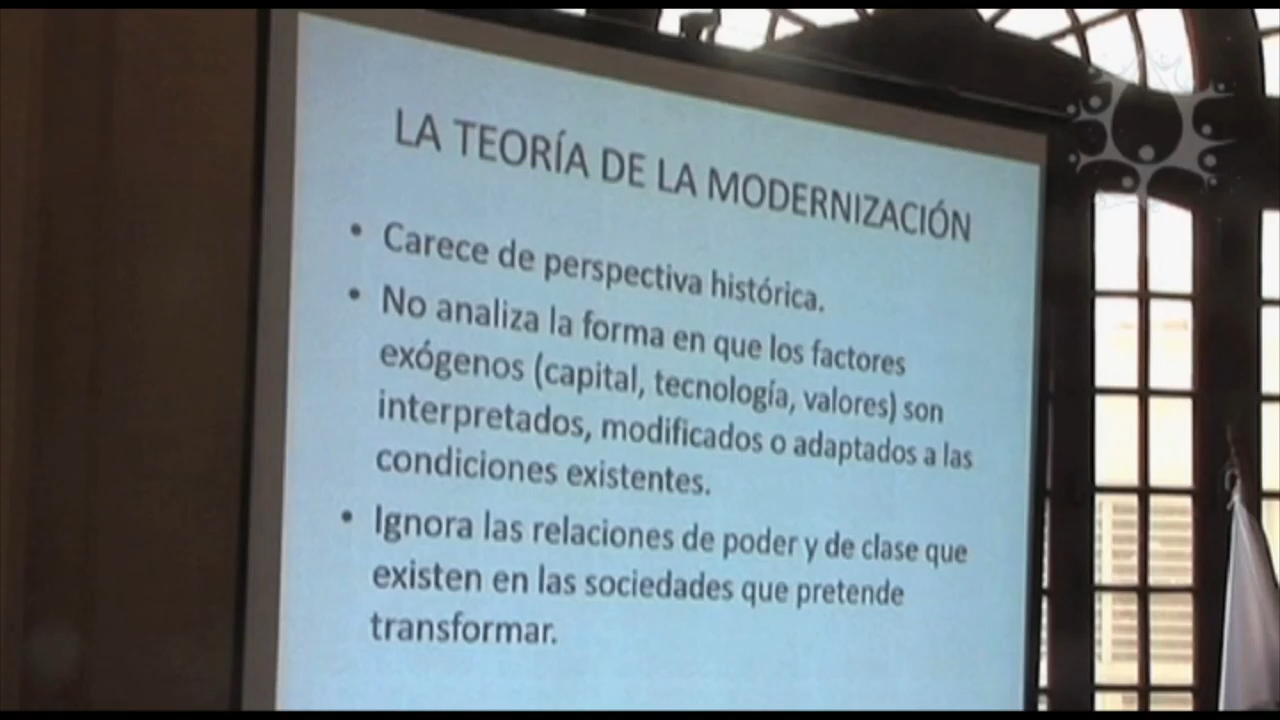 LA TEORÍA DE LA MODERNIZACIÓN
• Carece de perspectiva histórica.
• No analiza la forma en que los factores
exógenos (capital, tecnología, valores) son
interpretados, modificados o adaptados a las
condiciones existentes.
• Ignora las relaciones de poder y de clase que
existen en las sociedades que pretende
transformar.